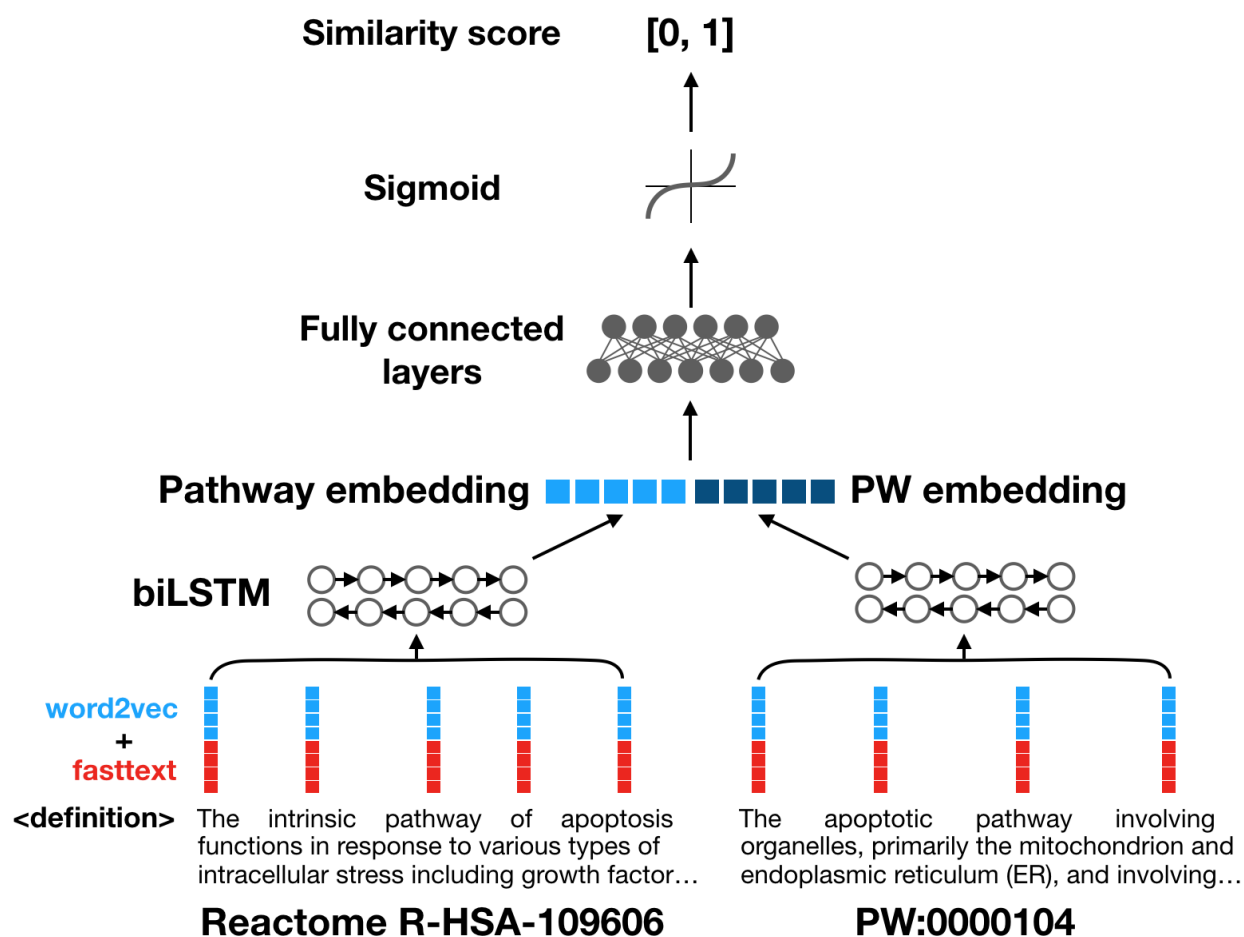 Similarity score [0, 1]
Sigmoid
Fully connected
layers
Pathway embedding PW embedding
biLSTM
word2vec
+
fasttext
<definition> The intrinsic pathway of apoptosis
functions in response to various types of
intracellular stress including growth factor…
The apoptotic pathway involving
organelles, primarily the mitochondrion and
endoplasmic reticulum (ER), and involving…
Reactome R-HSA-109606 PW:0000104